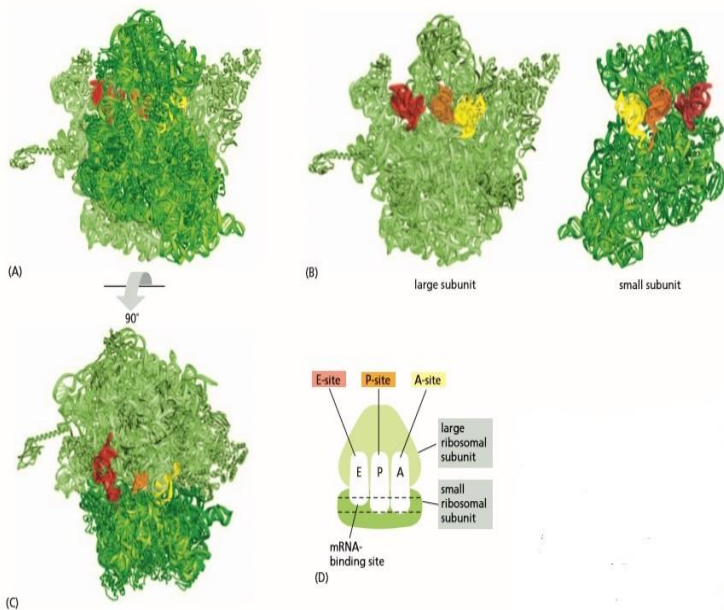 (A)
(B)
large subunit
small subunit
90°
E-site
P-site
A-site
large
ribosomal
subunit
E
P
A
small
ribosomal
subunit
mRNA-
binding site
(C)
(D)